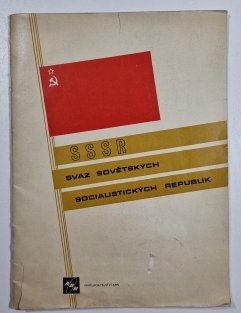 SSSR
SVAZ SOVĚTSKÝCH
SOCIALISTICKÝCH REPUBLIK